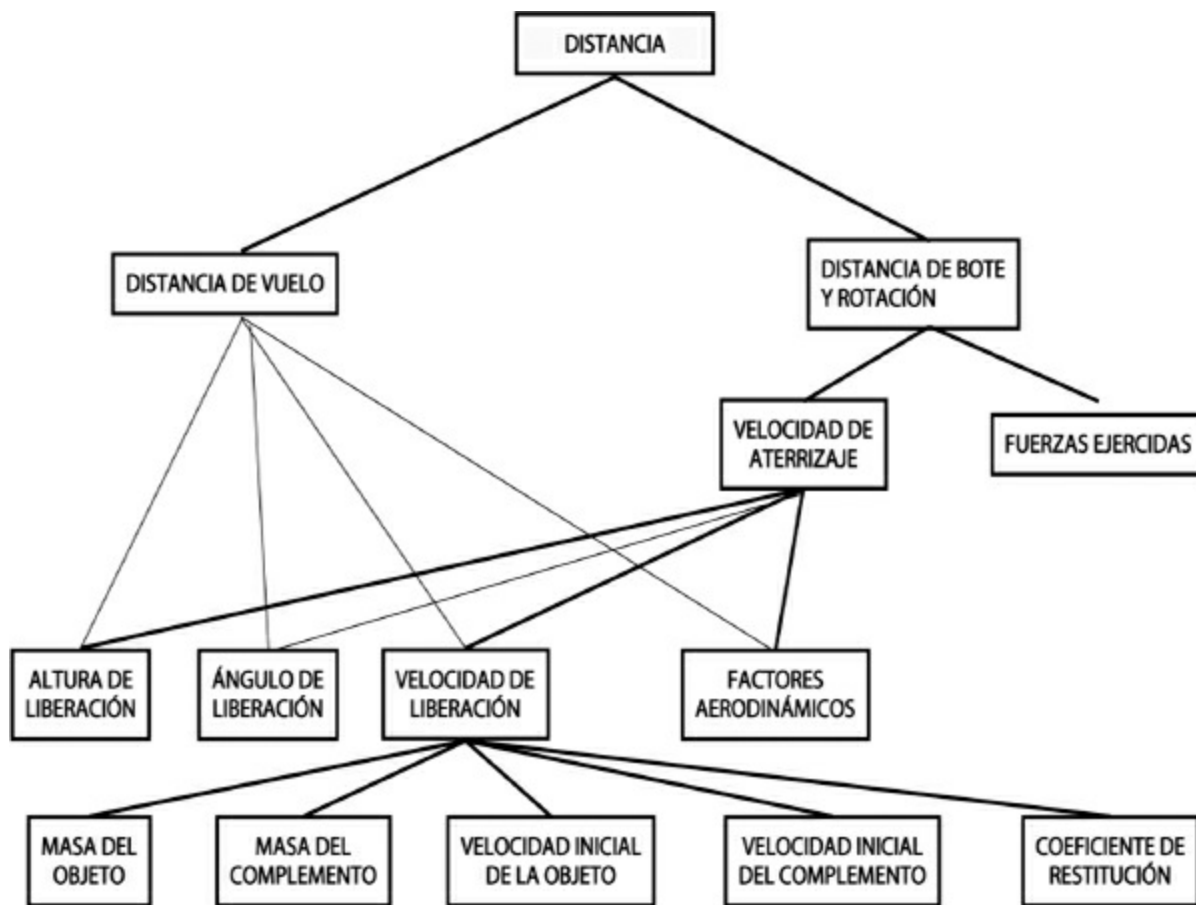 DISTANCIA
DISTANCIA DE VUELO
DISTANCIA DE BOTE
Y ROTACIÓN
VELOCIDAD DE
ATERRIZAJE
FUERZAS EJERCIDAS
ALTURA DE
LIBERACIÓN
ÁNGULO DE
LIBERACIÓN
VELOCIDAD DE
LIBERACIÓN
FACTORES
AERODINÁMICOS
MASA DEL
OBJETO
MASA DEL
COMPLEMENTO
VELOCIDAD INICIAL
DE LA OBJETO
VELOCIDAD INICIAL
DEL COMPLEMENTO
COEFICIENTE DE
RESTITUCIÓN